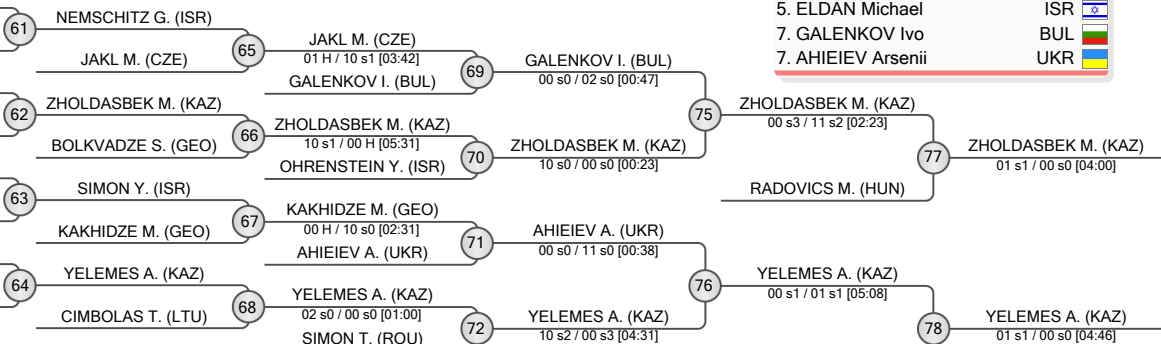 5. ELDAN Michael ISR
7. GALENKOV Ivo BUL
7. AHIEIEV Arsenii UKR
61
NEMSCHITZ G. (ISR)
65
JAKL M. (CZE)
JAKL M. (CZE)
01 H / 10 s1 [03:42]
69
GALENKOV I. (BUL)
GALENKOV I. (BUL)
00 s0 / 02 s0 [00:47]
62
ZHOLDASBEK M. (KAZ)
66
BOLKVADZE S. (GEO)
ZHOLDASBEK M. (KAZ)
10 s1 / 00 H [05:31]
70
OHRENSTEIN Y. (ISR)
ZHOLDASBEK M. (KAZ)
10 s0 / 00 s0 [00:23]
75
ZHOLDASBEK M. (KAZ)
00 s3 / 11 s2 [02:23]
77
RADOVICS M. (HUN)
ZHOLDASBEK M. (KAZ)
01 s1 / 00 s0 [04:00]
63
SIMON Y. (ISR)
67
KAKHIDZE M. (GEO)
KAKHIDZE M. (GEO)
00 H / 10 s0 [02:31]
71
AHIEIEV A. (UKR)
AHIEIEV A. (UKR)
00 s0 / 11 s0 [00:38]
64
YELEMES A. (KAZ)
68
CIMBOLAS T. (LTU)
YELEMES A. (KAZ)
02 s0 / 00 s0 [01:00]
72
SIMON T. (ROU)
YELEMES A. (KAZ)
10 s2 / 00 s3 [04:31]
76
YELEMES A. (KAZ)
00 s1 / 01 s1 [05:08]
78
YELEMES A. (KAZ)
01 s1 / 00 s0 [04:46]